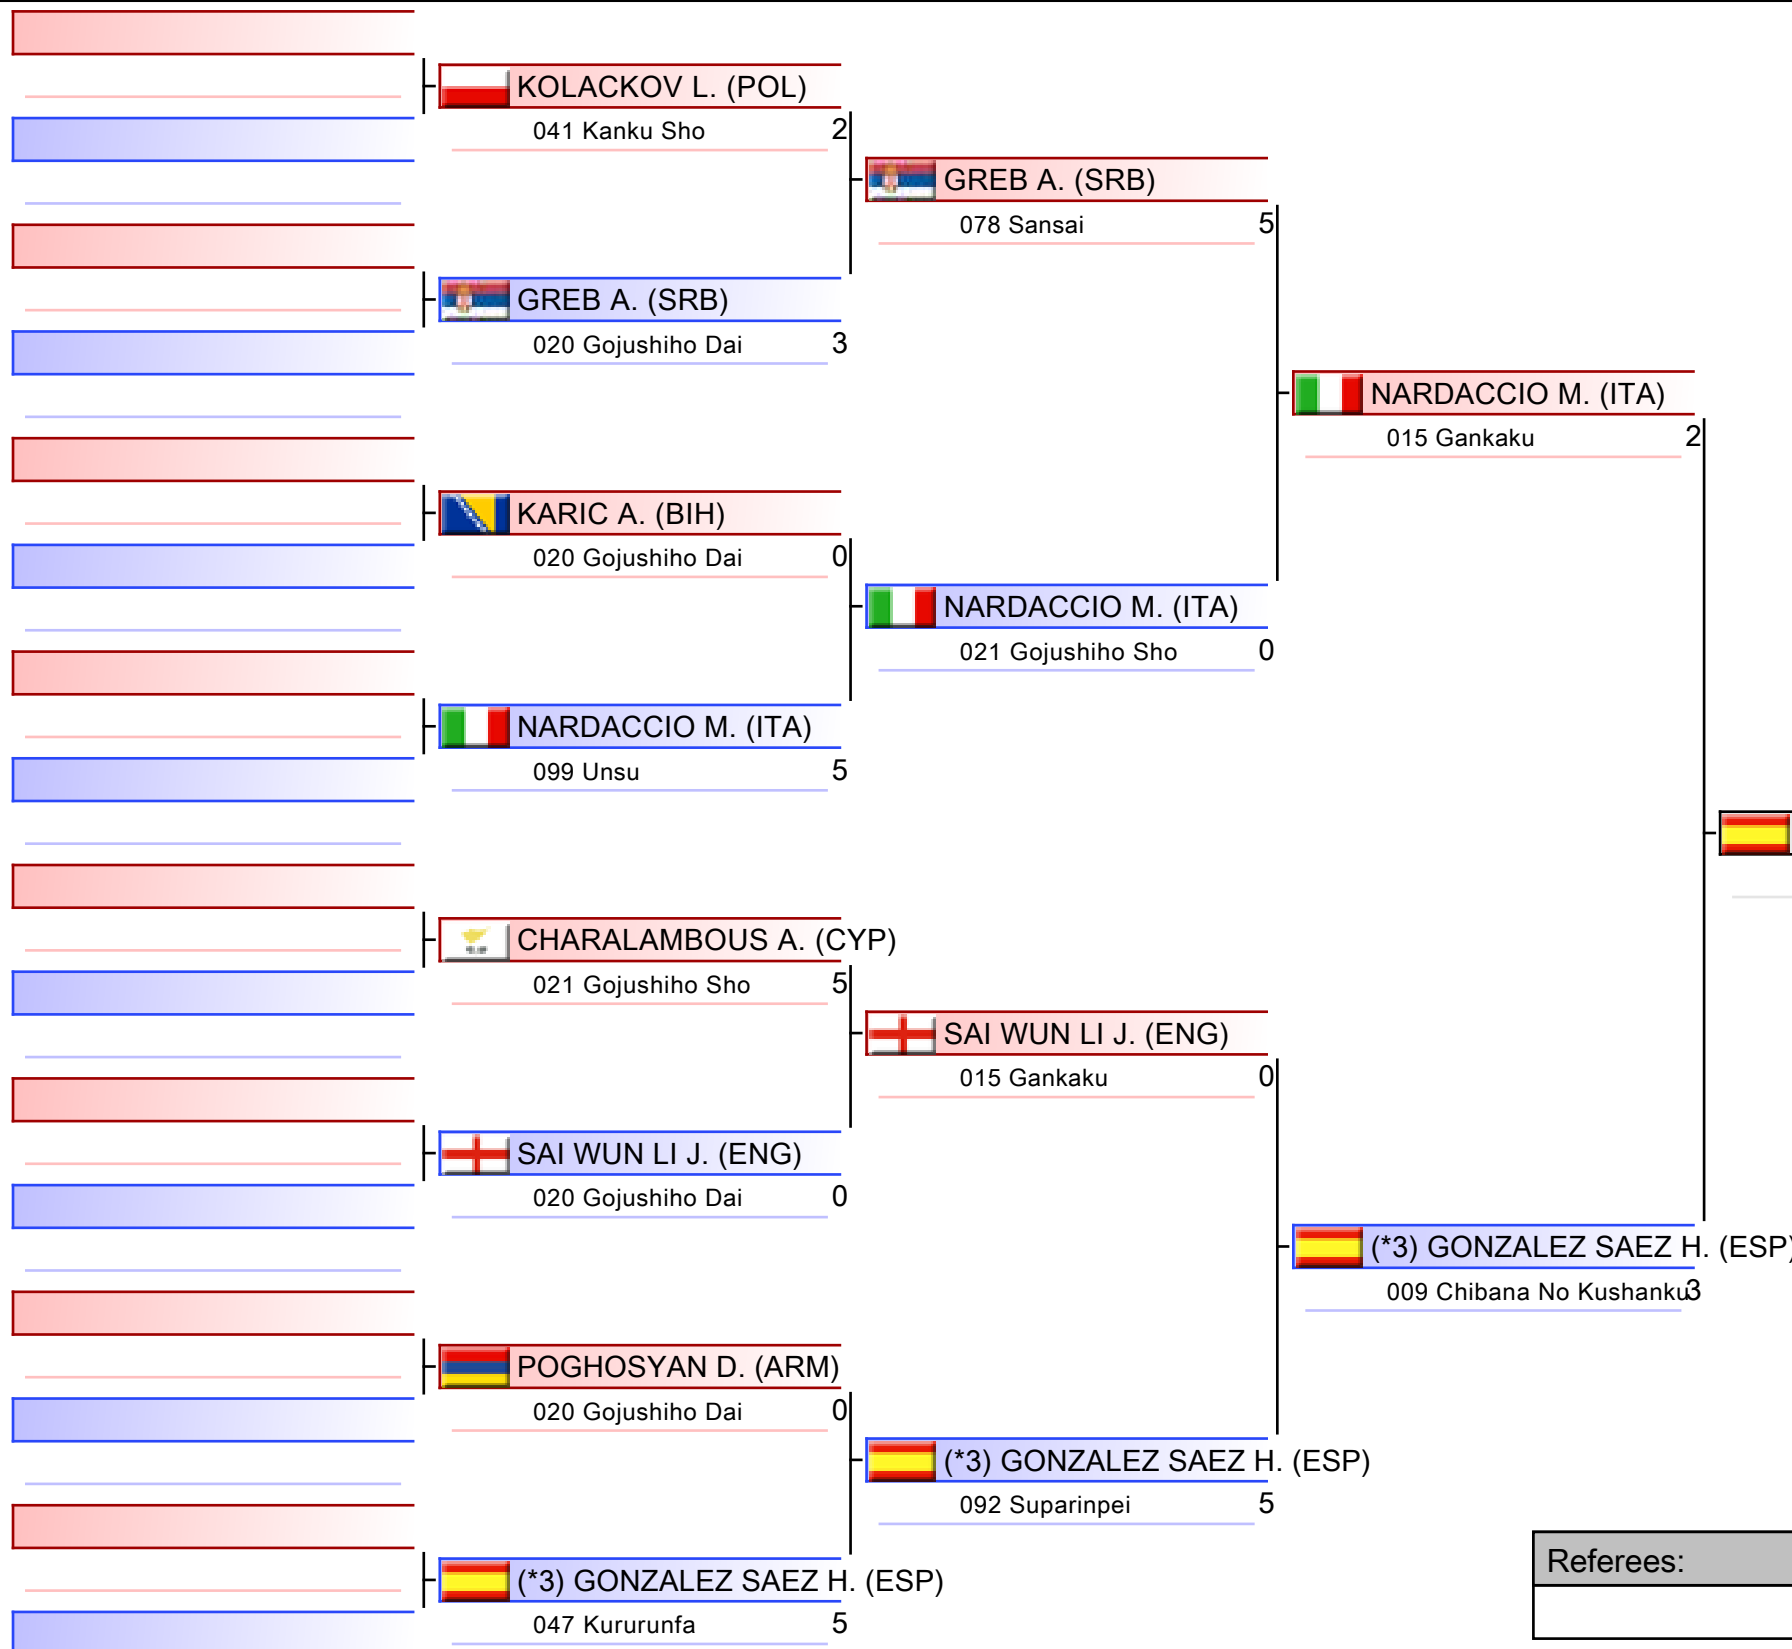 KOLACKOV L. (POL)
041 Kanku Sho 2
GREB A. (SRB)
020 Gojushiho Dai 3
KARIC A. (BIH)
020 Gojushiho Dai 0
NARDACCIO M. (ITA)
099 Unsu 5
CHARALAMBOUS A. (CYP)
021 Gojushiho Sho 5
SAI WUN LI J. (ENG)
020 Gojushiho Dai 0
POGHOSYAN D. (ARM)
020 Gojushiho Dai 0
(*3) GONZALEZ SAEZ H. (ESP)
047 Kururunfa 5
GREB A. (SRB)
078 Sansai 5
NARDACCIO M. (ITA)
021 Gojushiho Sho 0
SAI WUN LI J. (ENG)
015 Gankaku 0
(*3) GONZALEZ SAEZ H. (ESP)
092 Suparinpei 5
NARDACCIO M. (ITA)
015 Gankaku 2
(*3) GONZALEZ SAEZ H. (ESP)
009 Chibana No Kushanku 3
Referees: